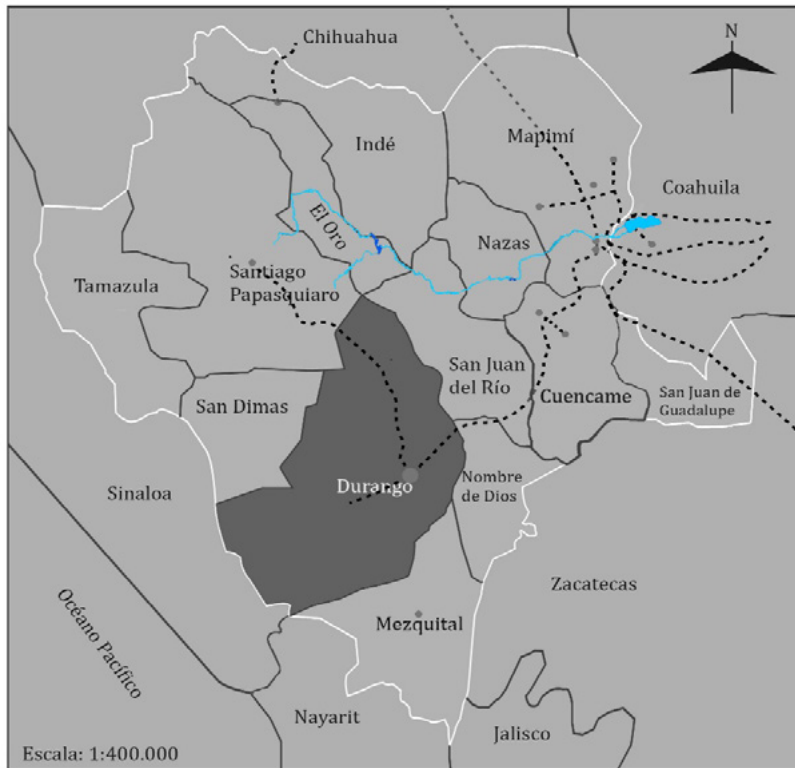 N
Chihuahua
Indé
Mapimí
Coahuila
El Oro
Nazas
Tamazula
Santiago
Papasquiaro
San Juan
del Río
Cuencame
San Juan de
Guadalupe
San Dimas
Sinaloa
Durango
Nombre
de Dios
Zacatecas
Océano Pacífico
Mezquital
Nayarit
Jalisco
Escala: 1:400.000